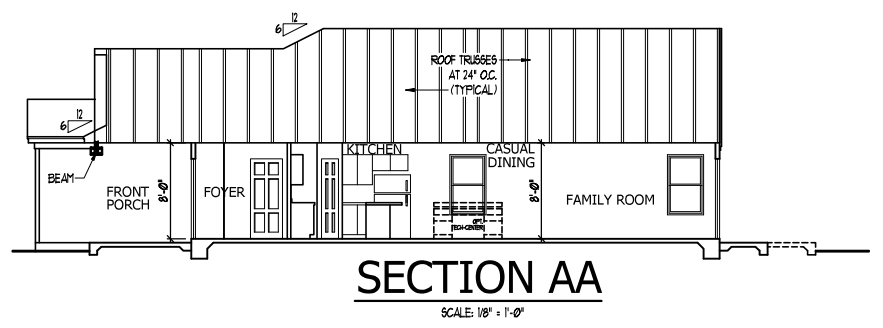 12
6
ROOF TRUSSES
AT 24" O.C.
(TYPICAL)
12
6
KITCHEN
CASUAL
DINING
BEAM
FRONT
PORCH
8'-0"
FOYER
8'-0"
FAMILY ROOM
OPT.
TECH-CENTER
SECTION AA
SCALE: 1/8" = 1'-0"